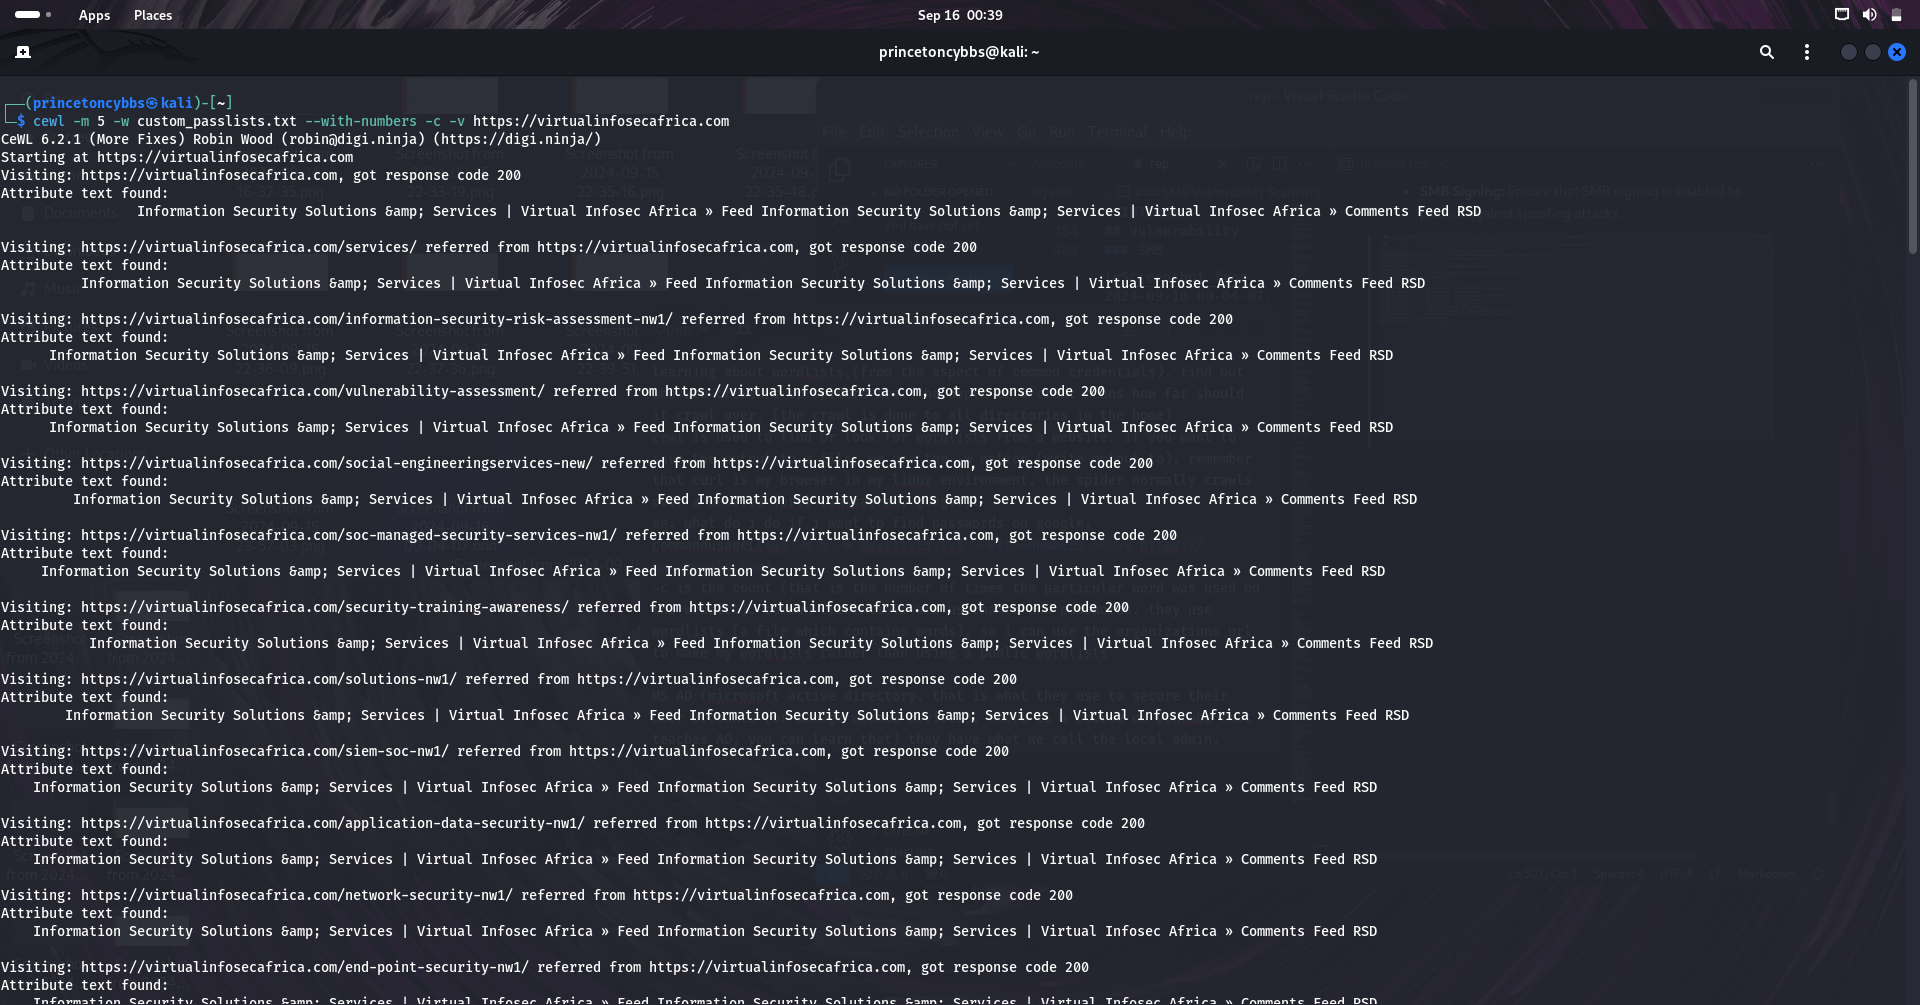 Apps Places Sep 16 00:39
princetoncybbs@kali: ~
rep - Visual Studio Code
File Edit Selection View Go Run Terminal Help
┌──(princetoncybbs㉿kali)-[~]
└─$ cewl -m 5 -w custom_passlists.txt --with-numbers -c -v https://virtualinfosecafrica.com
CeWL 6.2.1 (More Fixes) Robin Wood (robin@digi.ninja) (https://digi.ninja/)
Starting at https://virtualinfosecafrica.com
Visiting: https://virtualinfosecafrica.com, got response code 200
Attribute text found:
Information Security Solutions &amp; Services | Virtual Infosec Africa » Feed Information Security Solutions &amp; Services | Virtual Infosec Africa » Comments Feed RSD
Visiting: https://virtualinfosecafrica.com/services/ referred from https://virtualinfosecafrica.com, got response code 200
Attribute text found:
Information Security Solutions &amp; Services | Virtual Infosec Africa » Feed Information Security Solutions &amp; Services | Virtual Infosec Africa » Comments Feed RSD
Visiting: https://virtualinfosecafrica.com/information-security-risk-assessment-nw1/ referred from https://virtualinfosecafrica.com, got response code 200
Attribute text found:
Information Security Solutions &amp; Services | Virtual Infosec Africa » Feed Information Security Solutions &amp; Services | Virtual Infosec Africa » Comments Feed RSD
Visiting: https://virtualinfosecafrica.com/vulnerability-assessment/ referred from https://virtualinfosecafrica.com, got response code 200
Attribute text found:
Information Security Solutions &amp; Services | Virtual Infosec Africa » Feed Information Security Solutions &amp; Services | Virtual Infosec Africa » Comments Feed RSD
Visiting: https://virtualinfosecafrica.com/social-engineeringservices-new/ referred from https://virtualinfosecafrica.com, got response code 200
Attribute text found:
Information Security Solutions &amp; Services | Virtual Infosec Africa » Feed Information Security Solutions &amp; Services | Virtual Infosec Africa » Comments Feed RSD
Visiting: https://virtualinfosecafrica.com/soc-managed-security-services-nw1/ referred from https://virtualinfosecafrica.com, got response code 200
Attribute text found:
Information Security Solutions &amp; Services | Virtual Infosec Africa » Feed Information Security Solutions &amp; Services | Virtual Infosec Africa » Comments Feed RSD
Visiting: https://virtualinfosecafrica.com/security-training-awareness/ referred from https://virtualinfosecafrica.com, got response code 200
Attribute text found:
Information Security Solutions &amp; Services | Virtual Infosec Africa » Feed Information Security Solutions &amp; Services | Virtual Infosec Africa » Comments Feed RSD
Visiting: https://virtualinfosecafrica.com/solutions-nw1/ referred from https://virtualinfosecafrica.com, got response code 200
Attribute text found:
Information Security Solutions &amp; Services | Virtual Infosec Africa » Feed Information Security Solutions &amp; Services | Virtual Infosec Africa » Comments Feed RSD
Visiting: https://virtualinfosecafrica.com/siem-soc-nw1/ referred from https://virtualinfosecafrica.com, got response code 200
Attribute text found:
Information Security Solutions &amp; Services | Virtual Infosec Africa » Feed Information Security Solutions &amp; Services | Virtual Infosec Africa » Comments Feed RSD
Visiting: https://virtualinfosecafrica.com/application-data-security-nw1/ referred from https://virtualinfosecafrica.com, got response code 200
Attribute text found:
Information Security Solutions &amp; Services | Virtual Infosec Africa » Feed Information Security Solutions &amp; Services | Virtual Infosec Africa » Comments Feed RSD
Visiting: https://virtualinfosecafrica.com/network-security-nw1/ referred from https://virtualinfosecafrica.com, got response code 200
Attribute text found:
Information Security Solutions &amp; Services | Virtual Infosec Africa » Feed Information Security Solutions &amp; Services | Virtual Infosec Africa » Comments Feed RSD
Visiting: https://virtualinfosecafrica.com/end-point-security-nw1/ referred from https://virtualinfosecafrica.com, got response code 200
Attribute text found:
Information Security Solutions &amp; Services | Virtual Infosec Africa » Feed Information Security Solutions &amp; Services | Virtual Infosec Africa » Comments Feed RSD